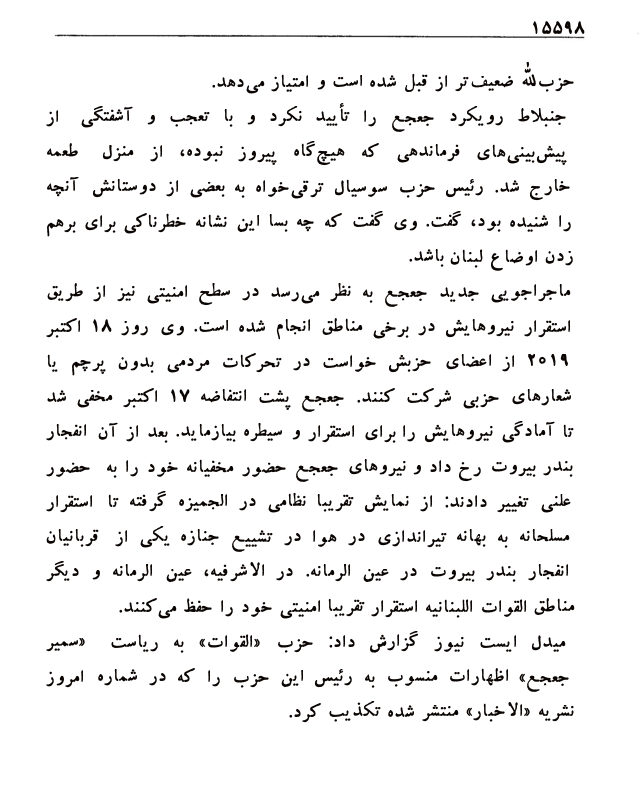 ۱۵۵۹۸
حزب‌الله ضعیف‌تر از قبل شده است و امتیاز می‌دهد.
جنبلاط رویکرد جعجع را تأیید نکرد و با تعجب و آشفتگی از
پیش‌بینی‌های فرماندهی که هیچ‌گاه پیروز نبوده، از منزل طعمه
خارج شد. رئیس حزب سوسیال ترقی‌خواه به بعضی از دوستانش آنچه
را شنیده بود، گفت. وی گفت که چه بسا این نشانه خطرناکی برای برهم
زدن اوضاع لبنان باشد.
ماجراجویی جدید جعجع به نظر می‌رسد در سطح امنیتی نیز از طریق
استقرار نیروهایش در برخی مناطق انجام شده است. وی روز ۱۸ اکتبر
۲۰۱۹ از اعضای حزبش خواست در تحرکات مردمی بدون پرچم یا
شعارهای حزبی شرکت کنند. جعجع پشت انتفاضه ۱۷ اکتبر مخفی شد
تا آمادگی نیروهایش را برای استقرار و سیطره بیازماید. بعد از آن انفجار
بندر بیروت رخ داد و نیروهای جعجع حضور مخفیانه خود را به حضور
علنی تغییر دادند: از نمایش تقریبا نظامی در الجمیزه گرفته تا استقرار
مسلحانه به بهانه تیراندازی در هوا در تشییع جنازه یکی از قربانیان
انفجار بندر بیروت در عین الرمانه. در الاشرفیه، عین الرمانه و دیگر
مناطق القوات اللبنانیه استقرار تقریبا امنیتی خود را حفظ می‌کنند.
میدل ایست نیوز گزارش داد: حزب «القوات» به ریاست «سمیر
جعجع» اظهارات منسوب به رئیس این حزب را که در شماره امروز
نشریه «الاخبار» منتشر شده تکذیب کرد.